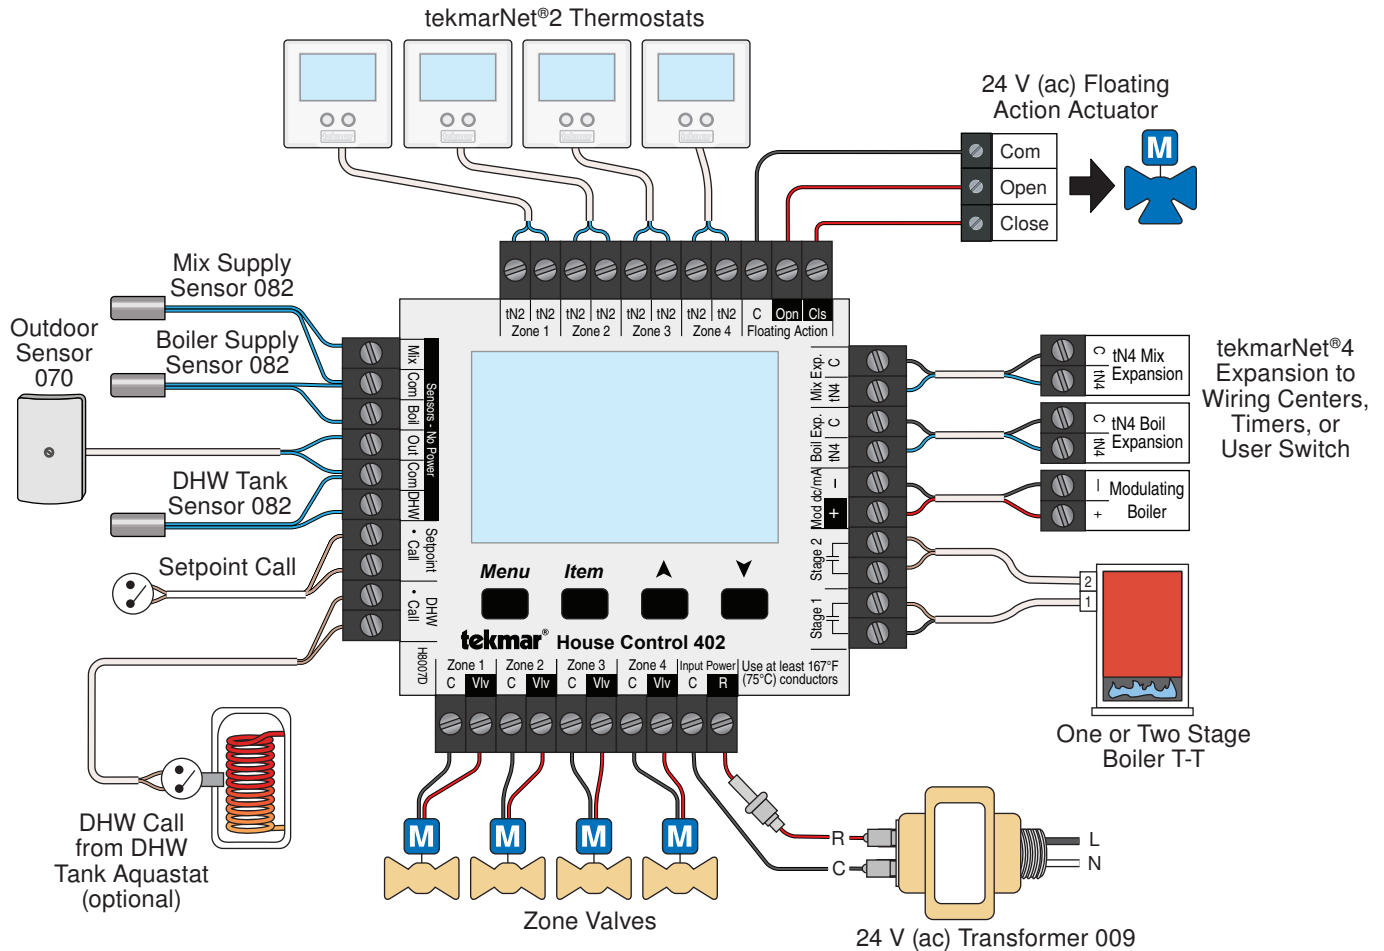 tekmarNet®2 Thermostats
tekmar
tekmar
tekmar
tekmar
24 V (ac) Floating
Action Actuator
Com
Open
Close
M
Mix Supply
Sensor 082
Boiler Supply
Sensor 082
Outdoor
Sensor
070
DHW Tank
Sensor 082
Setpoint Call
DHW Call
from DHW
Tank Aquastat
(optional)
tN2 tN2 tN2 tN2 tN2 tN2 tN2 tN2 C Opn Cls
Zone 1 Zone 2 Zone 3 Zone 4 Floating Action
Mix
Com
Boil
Out
Com
DHW
Sensors - No Power
Setpoint
• Call
DHW
• Call
H8007D
Mix Exp.
C
tN4
Boil Exp.
C
tN4
Mod dc/mA
–
+
Stage 2
Stage 1
Menu Item
tekmar® House Control 402
Zone 1 Zone 2 Zone 3 Zone 4 Input Power
C Vlv C Vlv C Vlv C Vlv C R
Use at least 167°F
(75°C) conductors
C
tN4
tN4 Mix
Expansion
C
tN4
tN4 Boil
Expansion
–
+
Modulating
Boiler
tekmarNet®4
Expansion to
Wiring Centers,
Timers, or
User Switch
2
1
One or Two Stage
Boiler T-T
M M M M
Zone Valves
R
C
L
N
24 V (ac) Transformer 009